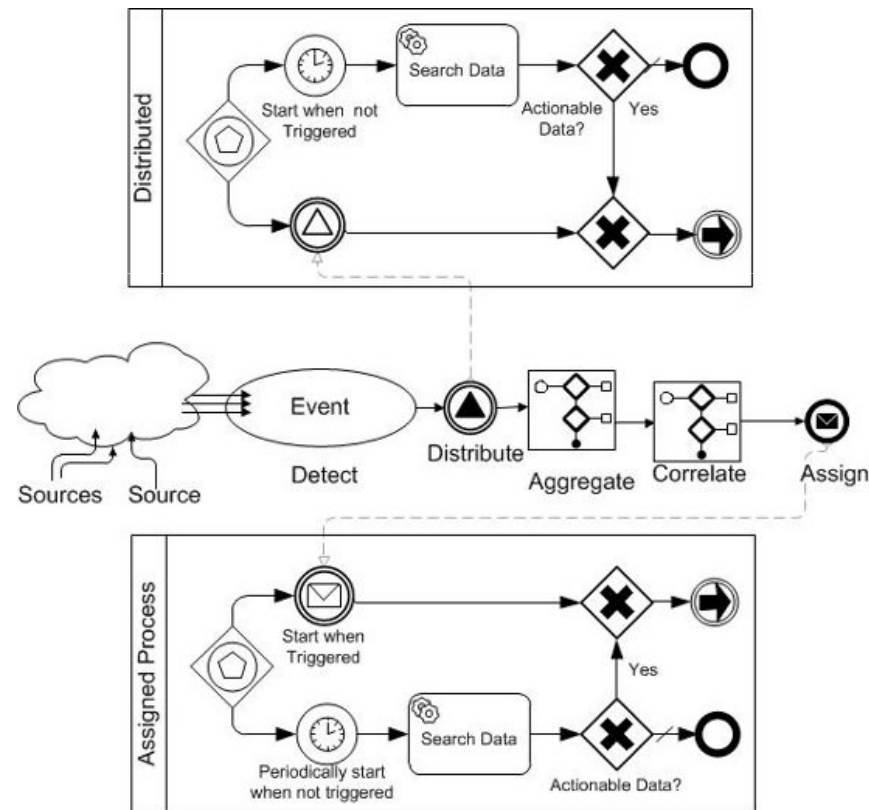 Distributed
Start when not
Triggered
Search Data
Actionable
Data?
Yes
Event
Detect
Sources
Source
Distribute
Aggregate
Correlate
Assign
Assigned Process
Start when
Triggered
Yes
Periodically start
when not triggered
Search Data
Actionable Data?